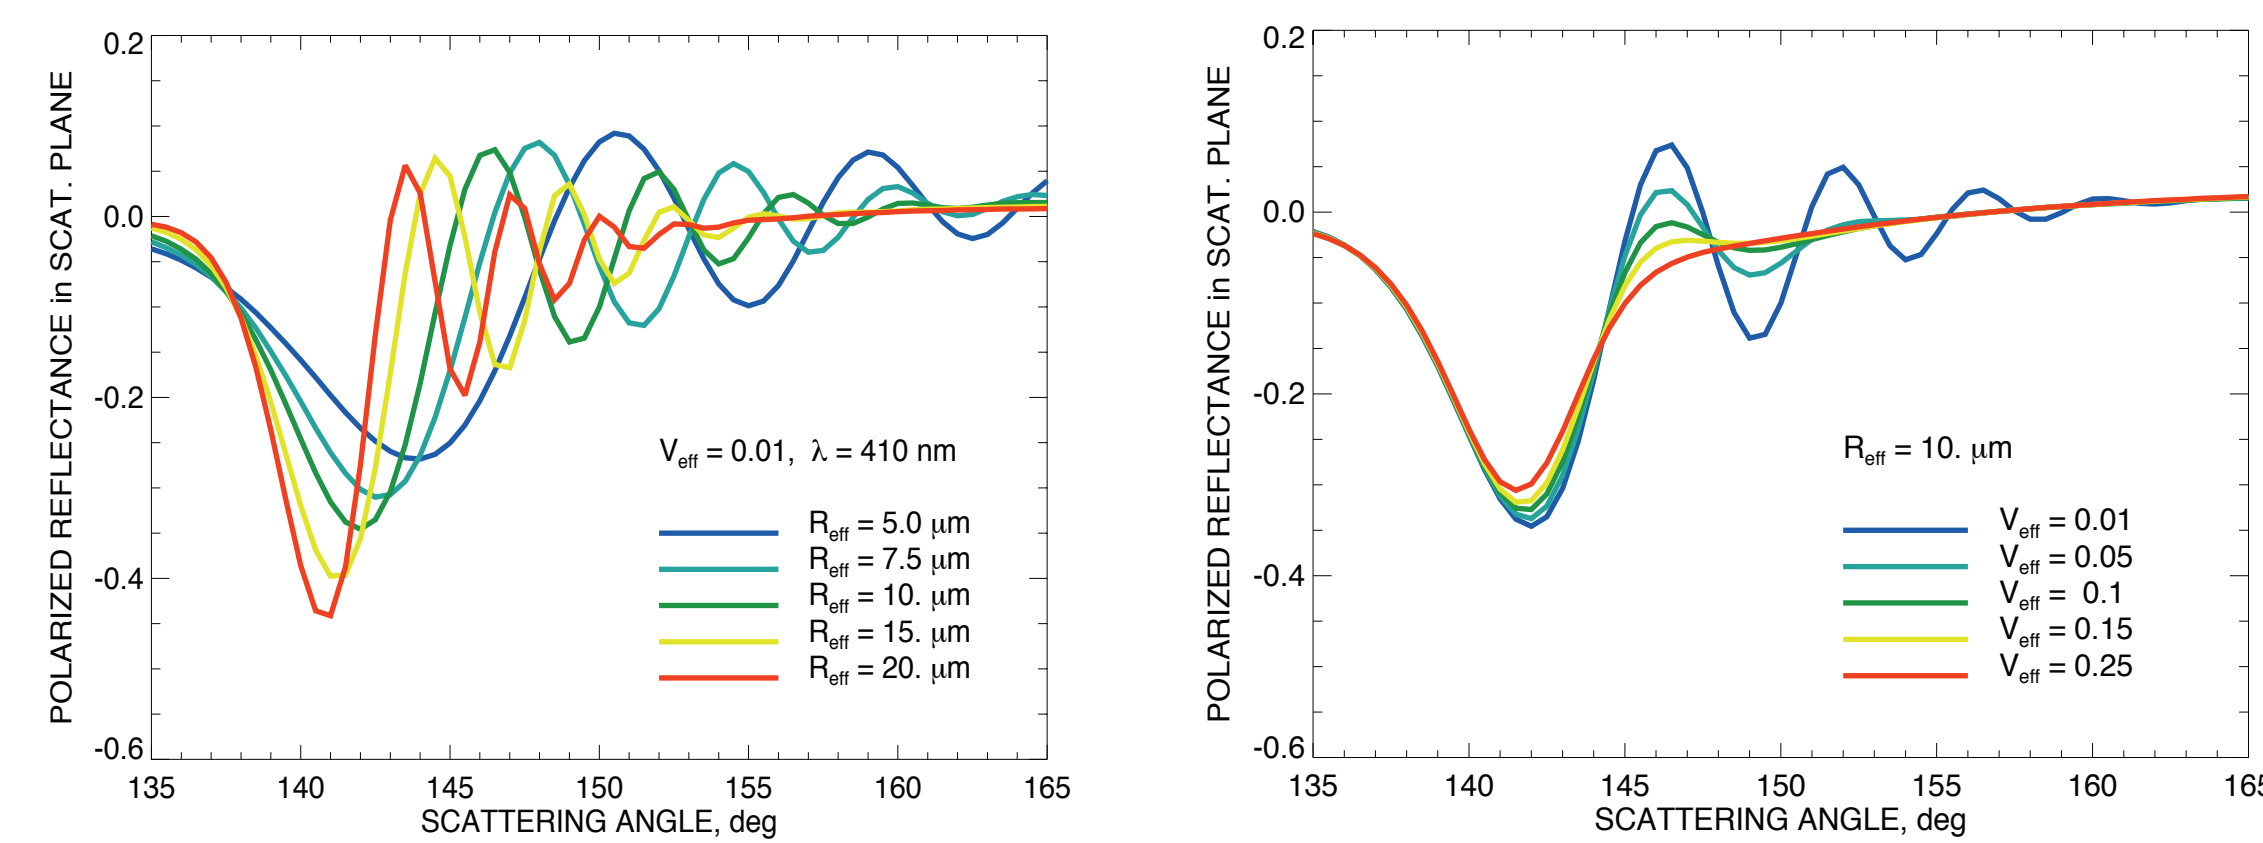 POLARIZED REFLECTANCE in SCAT. PLANE
0.2
0.0
-0.2
-0.4
-0.6
V_eff = 0.01, λ = 410 nm
R_eff = 5.0 μm
R_eff = 7.5 μm
R_eff = 10. μm
R_eff = 15. μm
R_eff = 20. μm
135 140 145 150 155 160 165
SCATTERING ANGLE, deg
POLARIZED REFLECTANCE in SCAT. PLANE
0.2
0.0
-0.2
-0.4
-0.6
R_eff = 10. μm
V_eff = 0.01
V_eff = 0.05
V_eff = 0.1
V_eff = 0.15
V_eff = 0.25
135 140 145 150 155 160 165
SCATTERING ANGLE, deg